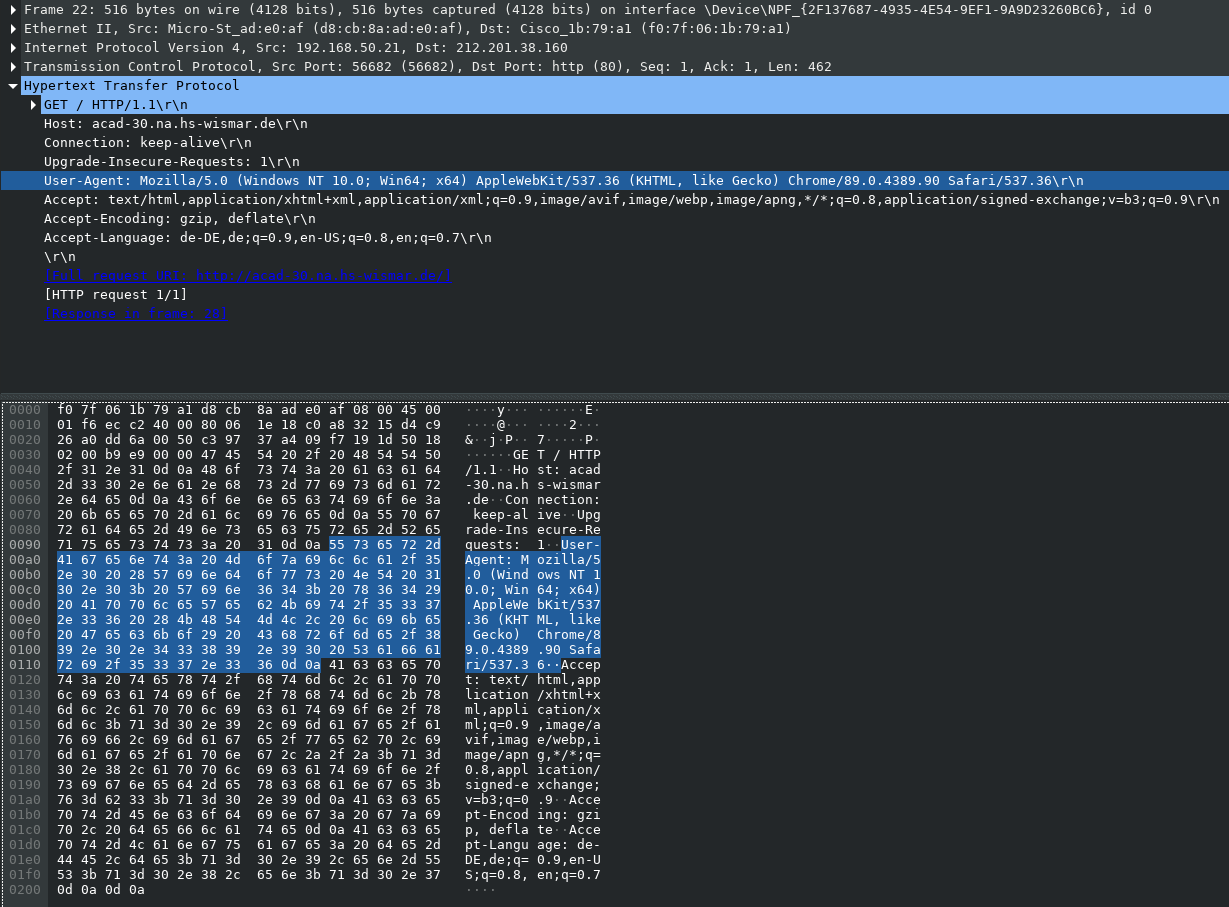 Frame 22: 516 bytes on wire (4128 bits), 516 bytes captured (4128 bits) on interface \Device\NPF_{2F137687-4935-4E54-9EF1-9A9D23260BC6}, id 0
Ethernet II, Src: Micro-St_ad:e0:af (d8:cb:8a:ad:e0:af), Dst: Cisco_1b:79:a1 (f0:7f:06:1b:79:a1)
Internet Protocol Version 4, Src: 192.168.50.21, Dst: 212.201.38.160
Transmission Control Protocol, Src Port: 56682 (56682), Dst Port: http (80), Seq: 1, Ack: 1, Len: 462
Hypertext Transfer Protocol
GET / HTTP/1.1\r\n
Host: acad-30.na.hs-wismar.de\r\n
Connection: keep-alive\r\n
Upgrade-Insecure-Requests: 1\r\n
User-Agent: Mozilla/5.0 (Windows NT 10.0; Win64; x64) AppleWebKit/537.36 (KHTML, like Gecko) Chrome/89.0.4389.90 Safari/537.36\r\n
Accept: text/html,application/xhtml+xml,application/xml;q=0.9,image/avif,image/webp,image/apng,*/*;q=0.8,application/signed-exchange;v=b3;q=0.9\r\n
Accept-Encoding: gzip, deflate\r\n
Accept-Language: de-DE,de;q=0.9,en-US;q=0.8,en;q=0.7\r\n
\r\n
[Full request URI: http://acad-30.na.hs-wismar.de/]
[HTTP request 1/1]
[Response in frame: 28]
0000 f0 7f 06 1b 79 a1 d8 cb 8a ad e0 af 08 00 45 00 ····y··· ······E·
0010 01 f6 ec c2 40 00 80 06 1e 18 c0 a8 32 15 d4 c9 ····@··· ····2···
0020 26 a0 dd 6a 00 50 c3 97 37 a4 09 f7 19 1d 50 18 &··j·P·· 7·····P·
0030 02 00 b9 e9 00 00 47 45 54 20 2f 20 48 54 54 50 ······GE T / HTTP
0040 2f 31 2e 31 0d 0a 48 6f 73 74 3a 20 61 63 61 64 /1.1··Ho st: acad
0050 2d 33 30 2e 6e 61 2e 68 73 2d 77 69 73 6d 61 72 -30.na.h s-wismar
0060 2e 64 65 0d 0a 43 6f 6e 6e 65 63 74 69 6f 6e 3a .de··Con nection:
0070 20 6b 65 65 70 2d 61 6c 69 76 65 0d 0a 55 70 67 keep-al ive··Upg
0080 72 61 64 65 2d 49 6e 73 65 63 75 72 65 2d 52 65 rade-Ins ecure-Re
0090 71 75 65 73 74 73 3a 20 31 0d 0a 55 73 65 72 2d quests: 1··User-
00a0 41 67 65 6e 74 3a 20 4d 6f 7a 69 6c 6c 61 2f 35 Agent: M ozilla/5
00b0 2e 30 20 28 57 69 6e 64 6f 77 73 20 4e 54 20 31 .0 (Wind ows NT 1
00c0 30 2e 30 3b 20 57 69 6e 36 34 3b 20 78 36 34 29 0.0; Win 64; x64)
00d0 20 41 70 70 6c 65 57 65 62 4b 69 74 2f 35 33 37 AppleWe bKit/537
00e0 2e 33 36 20 28 4b 48 54 4d 4c 2c 20 6c 69 6b 65 .36 (KHT ML, like
00f0 20 47 65 63 6b 6f 29 20 43 68 72 6f 6d 65 2f 38 Gecko) Chrome/8
0100 39 2e 30 2e 34 33 38 39 2e 39 30 20 53 61 66 61 9.0.4389 .90 Safa
0110 72 69 2f 35 33 37 2e 33 36 0d 0a 41 63 63 65 70 ri/537.3 6··Accep
0120 74 3a 20 74 65 78 74 2f 68 74 6d 6c 2c 61 70 70 t: text/ html,app
0130 6c 69 63 61 74 69 6f 6e 2f 78 68 74 6d 6c 2b 78 lication /xhtml+x
0140 6d 6c 2c 61 70 70 6c 69 63 61 74 69 6f 6e 2f 78 ml,appli cation/x
0150 6d 6c 3b 71 3d 30 2e 39 2c 69 6d 61 67 65 2f 61 ml;q=0.9 ,image/a
0160 76 69 66 2c 69 6d 61 67 65 2f 77 65 62 70 2c 69 vif,imag e/webp,i
0170 6d 61 67 65 2f 61 70 6e 67 2c 2a 2f 2a 3b 71 3d mage/apn g,*/*;q=
0180 30 2e 38 2c 61 70 70 6c 69 63 61 74 69 6f 6e 2f 0.8,appl ication/
0190 73 69 67 6e 65 64 2d 65 78 63 68 61 6e 67 65 3b signed-e xchange;
01a0 76 3d 62 33 3b 71 3d 30 2e 39 0d 0a 41 63 63 65 v=b3;q=0 .9··Acce
01b0 70 74 2d 45 6e 63 6f 64 69 6e 67 3a 20 67 7a 69 pt-Encod ing: gzi
01c0 70 2c 20 64 65 66 6c 61 74 65 0d 0a 41 63 63 65 p, defla te··Acce
01d0 70 74 2d 4c 61 6e 67 75 61 67 65 3a 20 64 65 2d pt-Langu age: de-
01e0 44 45 2c 64 65 3b 71 3d 30 2e 39 2c 65 6e 2d 55 DE,de;q= 0.9,en-U
01f0 53 3b 71 3d 30 2e 38 2c 65 6e 3b 71 3d 30 2e 37 S;q=0.8, en;q=0.7
0200 0d 0a 0d 0a ····